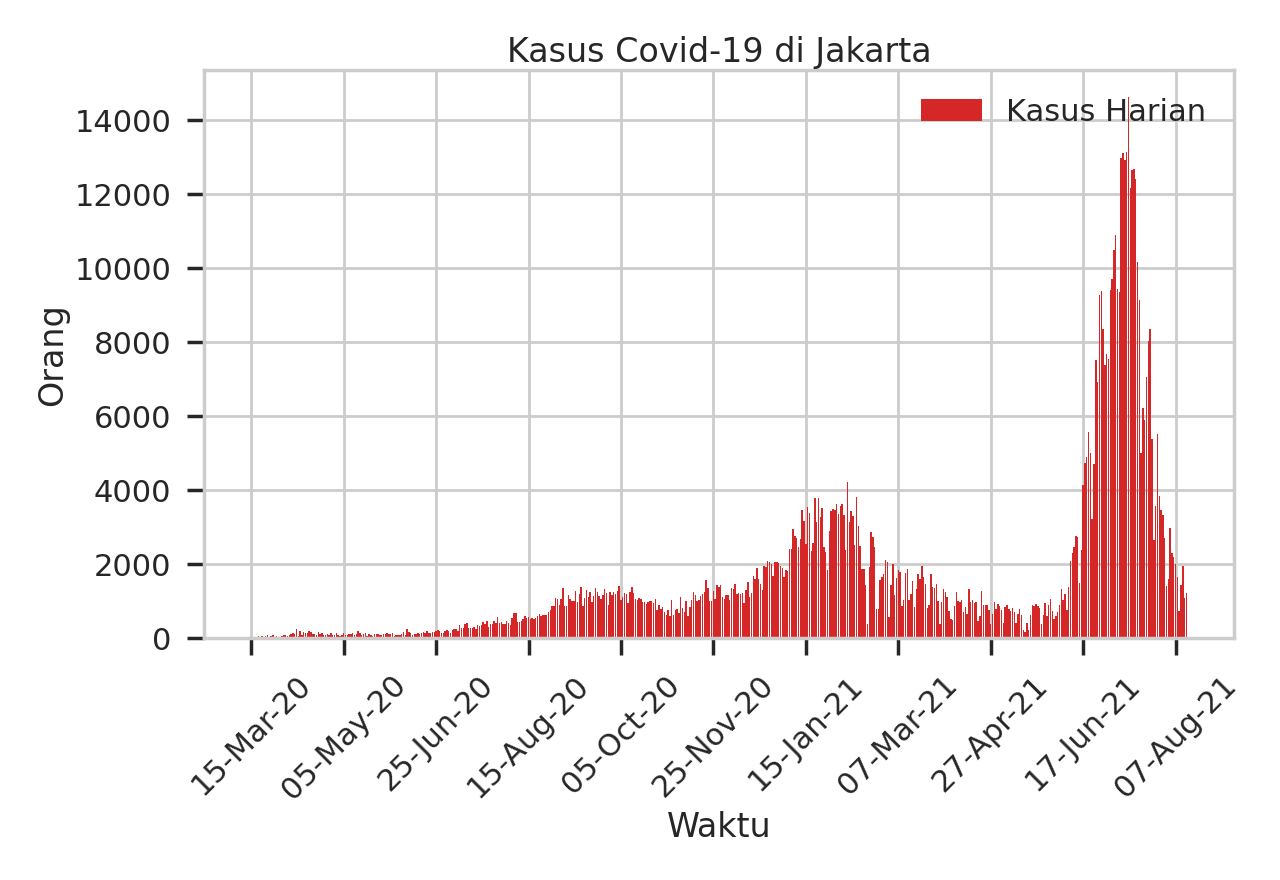 Kasus Covid-19 di Jakarta
Kasus Harian
14000
12000
10000
8000
6000
4000
2000
0
Orang
15-Mar-20
05-May-20
25-Jun-20
15-Aug-20
05-Oct-20
25-Nov-20
15-Jan-21
07-Mar-21
27-Apr-21
17-Jun-21
07-Aug-21
Waktu